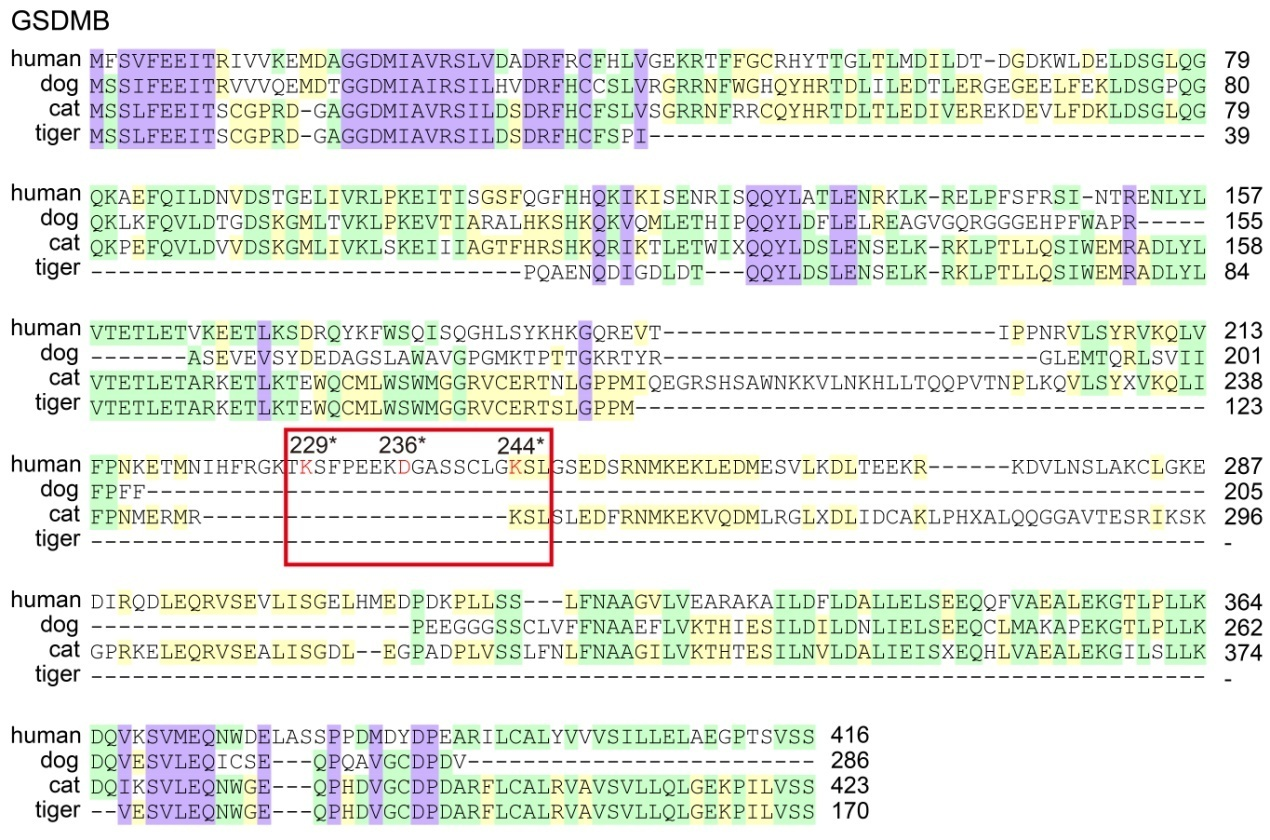 GSDMB
human MFSVFEEITRIVVKEMDAGGDMIAVRSLVDADRFRCFHLVGEKRTFFGCRHYTTGLTLMDILDT-DGDKWLDELDSGLQG 79
dog MSSIFEEITRVVVQEMDTGGDMIAIRSILHVDRFHCCSLVRGRRNFWGHQYHRTDLILEDTLERGEGEELFEKLDSGPQG 80
cat MSSLFEEITSCGPRD-GAGGDMIAVRSILDSDRFHCFSLVSGRRNFRRCQYHRTDLTLEDIVEREKDEVLFDKLDSGLQG 79
tiger MSSLFEEITSCGPRD-GAGGDMIAVRSILDSDRFHCFSPI---------------------------------------- 39
human QKAEFQILDNVDSTGELIVRLPKEITISGSFQGFHHQKIKISENRISQQYLATLENRKLK-RELPFSFRSI-NTRENLYL 157
dog QKLKFQVLDTGDSKGMLTVKLPKEVTIARALHKSHKQKVQMLETHIPQQYLDFLELREAGVGQRGGGEHPFWAPR----- 155
cat QKPEFQVLDVVDSKGMLIVKLSKEIIIAGTFHRSHKQRIKTLETWIXQQYLDSLENSELK-RKLPTLLQSIWEMRADLYL 158
tiger -------------------------------PQAENQDIGDLDT---QQYLDSLENSELK-RKLPTLLQSIWEMRADLYL 84
human VTETLETVKEETLKSDRQYKFWSQISQGHLSYKHKGQREVT------------------------IPPNRVLSYRVKQLV 213
dog -------ASEVEVSYDEDAGSLAWAVGPGMKTPTTGKRTYR---------------------------GLEMTQRLSVII 201
cat VTETLETARKETLKTEWQCMLWSWMGGRVCERTNLGPPMIQEGRSHSAWNKKVLNKHLLTQQPVTNPLKQVLSYXVKQLI 238
tiger VTETLETARKETLKTEWQCMLWSWMGGRVCERTSLGPPM----------------------------------------- 123
229* 236* 244*
human FPNKETMNIHFRGKTKSFPEEKDGASSCLGKSLGSEDSRNMKEKLEDMESVLKDLTEEKR------KDVLNSLAKCLGKE 287
dog FPFF---------------------------------------------------------------------------- 205
cat FPNMERMR----------------------KSLSLEDFRNMKEKVQDMLRGLXDLIDCAKLPHXALQQGGAVTESRIKSK 296
tiger -------------------------------------------------------------------------------- -
human DIRQDLEQRVSEVLISGELHMEDPDKPLLSS---LFNAAGVLVEARAKAILDFLDALLELSEEQQFVAEALEKGTLPLLK 364
dog -----------------------PEEGGGSSCLVFFNAAEFLVKTHIESILDILDNLIELSEEQCLMAKAPEKGTLPLLK 262
cat GPRKELEQRVSEALISGDL--EGPADPLVSSLFNLFNAAGILVKTHTESILNVLDALIEISXEQHLVAEALEKGILSLLK 374
tiger -------------------------------------------------------------------------------- -
human DQVKSVMEQNWDELASSPPDMDYDPEARILCALYVVVSILLELAEGPTSVSS 416
dog DQVESVLEQICSE---QPQAVGCDPDV------------------------- 286
cat DQIKSVLEQNWGE---QPHDVGCDPDARFLCALRVAVSVLLQLGEKPILVSS 423
tiger --VESVLEQNWGE---QPHDVGCDPDARFLCALRVAVSVLLQLGEKPILVSS 170